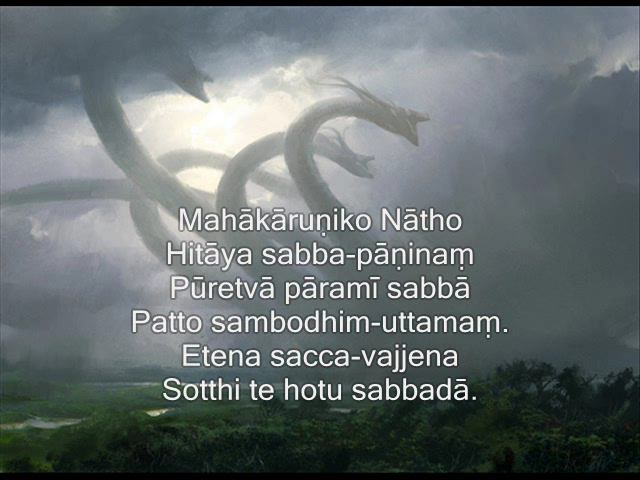 Mahākāruṇiko Nātho
Hitāya sabba-pāṇinaṃ
Pūretvā pāramī sabbā
Patto sambodhim-uttamaṃ.
Etena sacca-vajjena
Sotthi te hotu sabbadā.